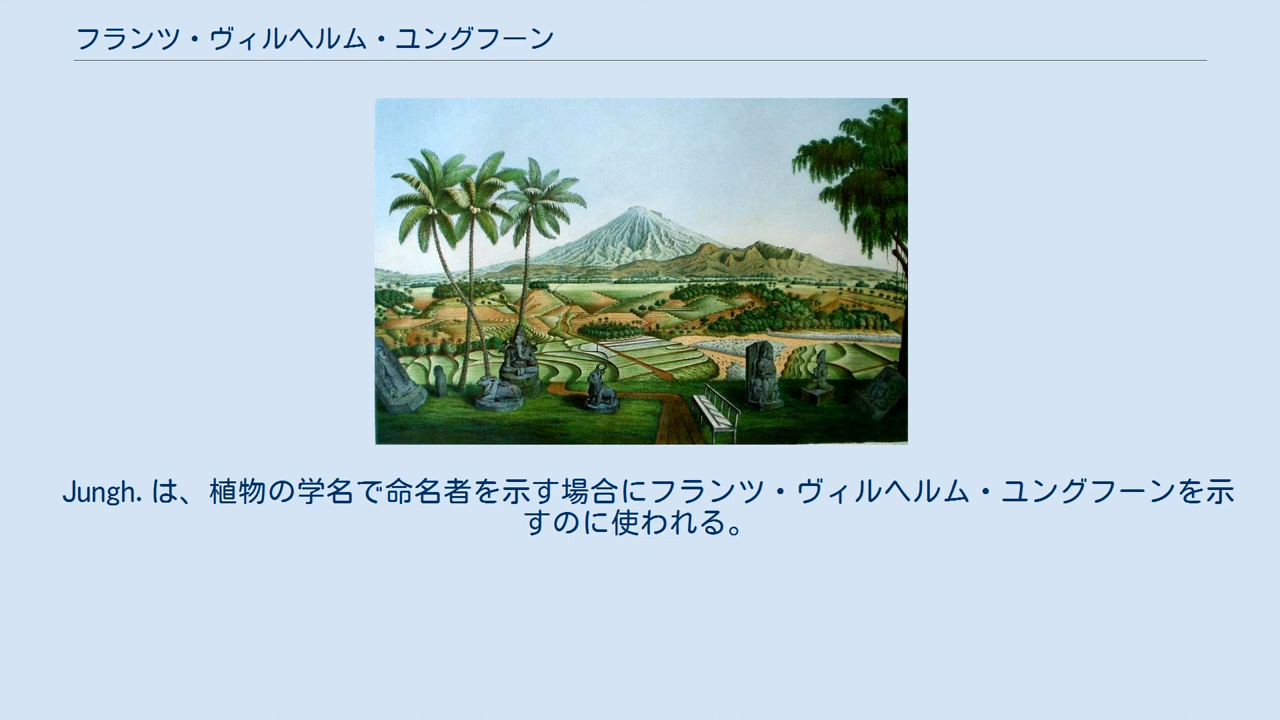 フランツ・ヴィルヘルム・ユングフーン
Jungh. は、植物の学名で命名者を示す場合にフランツ・ヴィルヘルム・ユングフーンを示
すのに使われる。